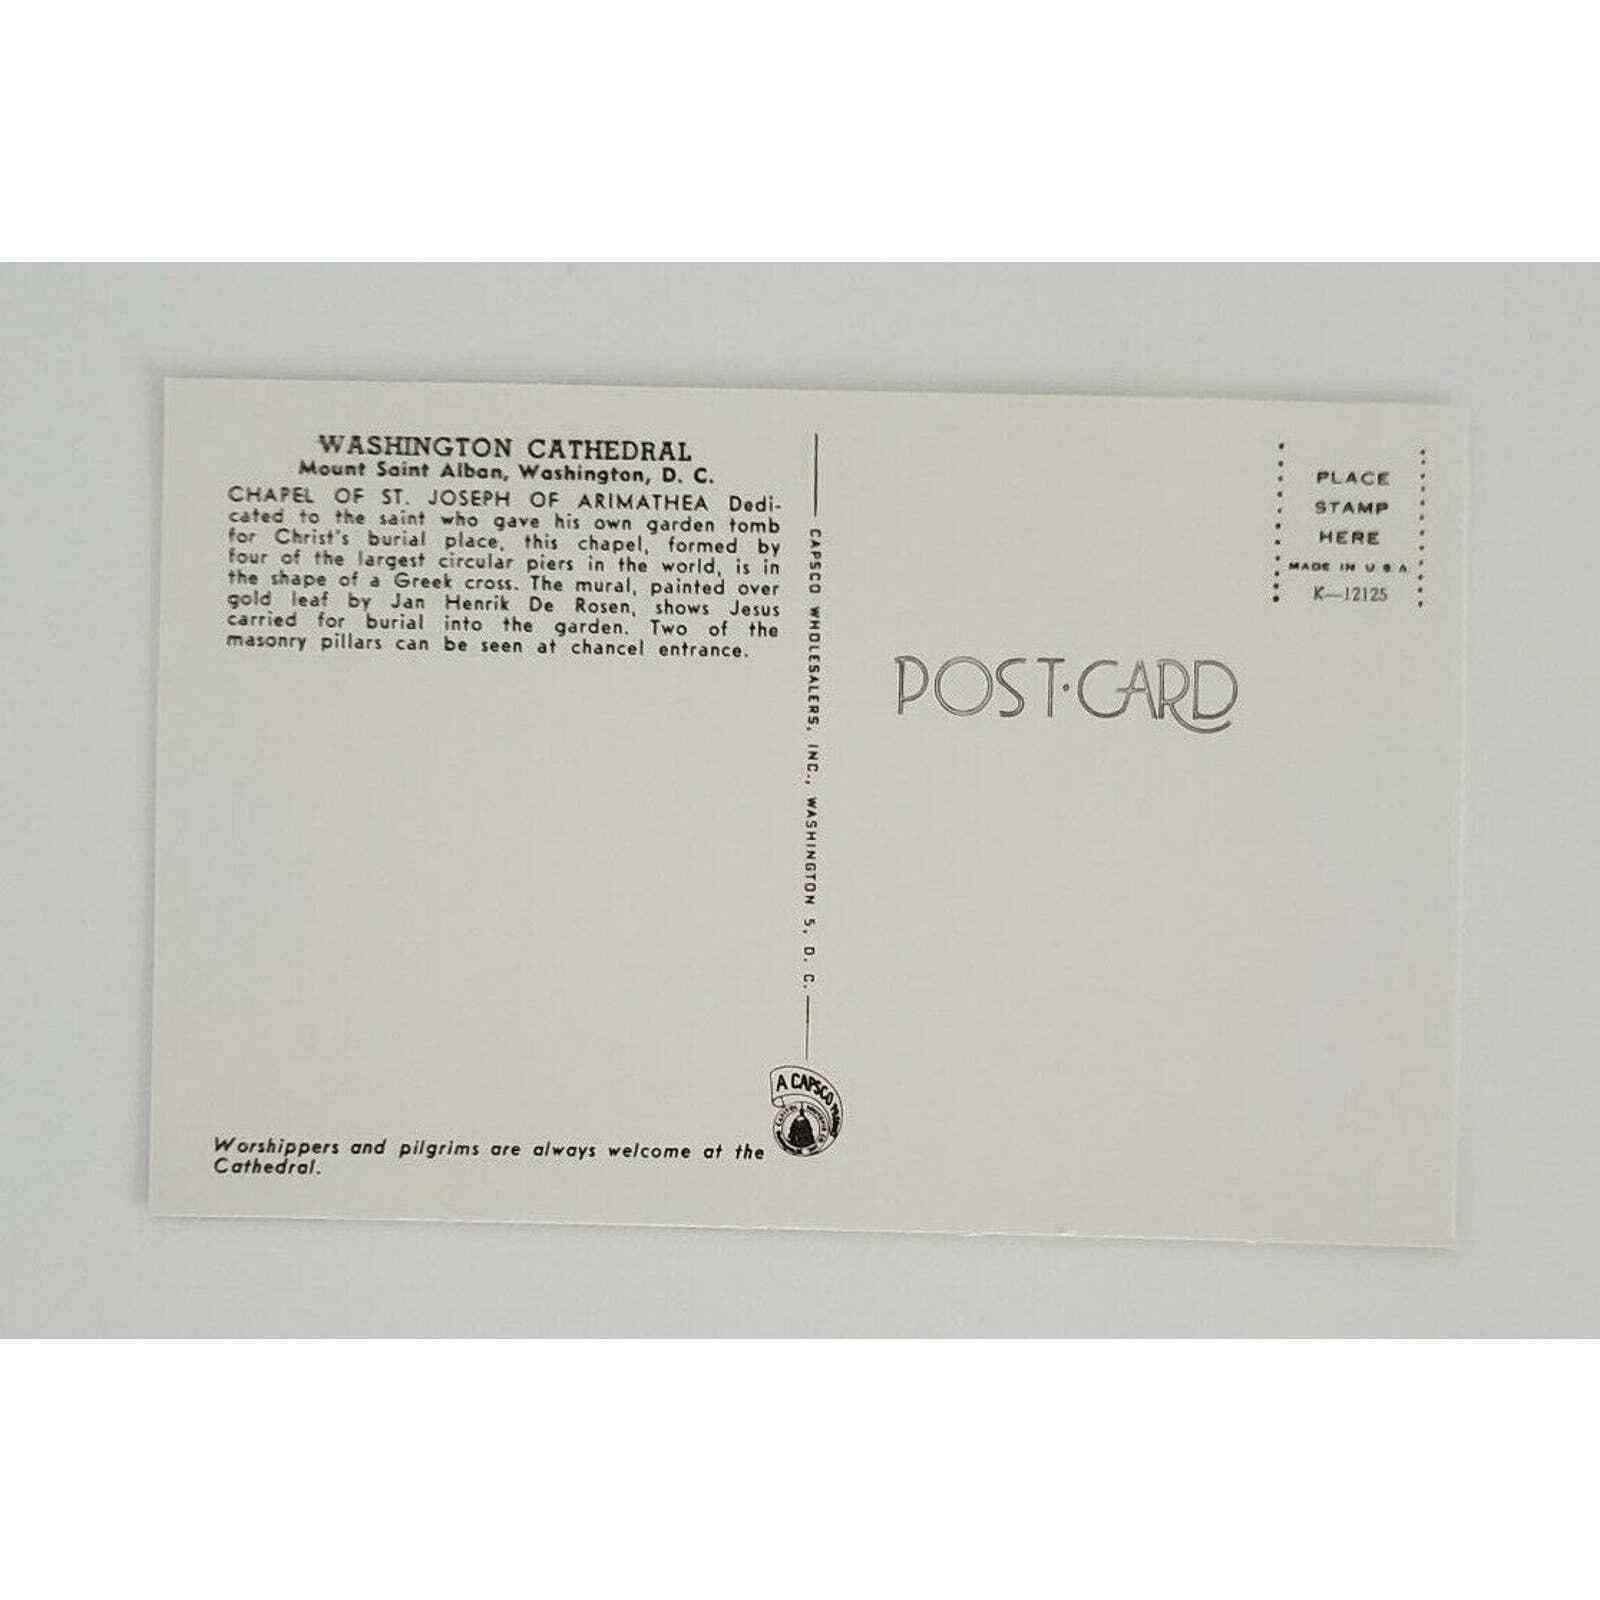 WASHINGTON CATHEDRAL
Mount Saint Alban, Washington, D. C.
CHAPEL OF ST. JOSEPH OF ARIMATHEA Dedi-
cated to the saint who gave his own garden tomb
for Christ's burial place, this chapel, formed by
four of the largest circular piers in the world, is in
the shape of a Greek cross. The mural, painted over
gold leaf by Jan Henrik De Rosen, shows Jesus
carried for burial into the garden. Two of the
masonry pillars can be seen at chancel entrance.
Worshippers and pilgrims are always welcome at the
Cathedral.
CAPSCO WHOLESALERS, INC., WASHINGTON 5, D. C.
A CAPSCO
PLACE
STAMP
HERE
MADE IN U S A
K—12125
POST·CARD